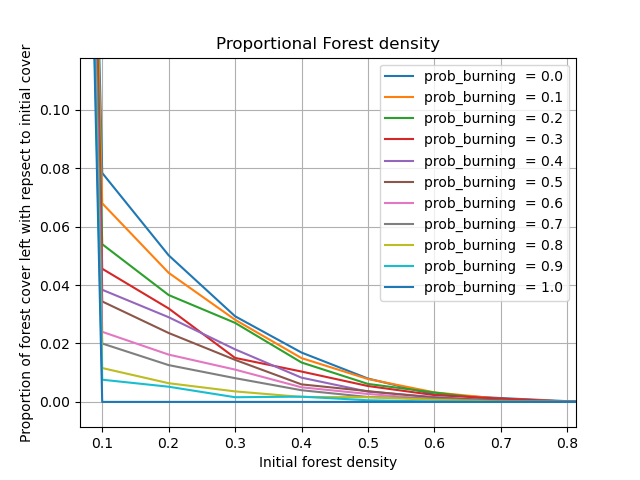 Proportional Forest density
Proportion of forest cover left with repsect to initial cover
0.10
0.08
0.06
0.04
0.02
0.00
prob_burning = 0.0
prob_burning = 0.1
prob_burning = 0.2
prob_burning = 0.3
prob_burning = 0.4
prob_burning = 0.5
prob_burning = 0.6
prob_burning = 0.7
prob_burning = 0.8
prob_burning = 0.9
prob_burning = 1.0
0.1 0.2 0.3 0.4 0.5 0.6 0.7 0.8
Initial forest density